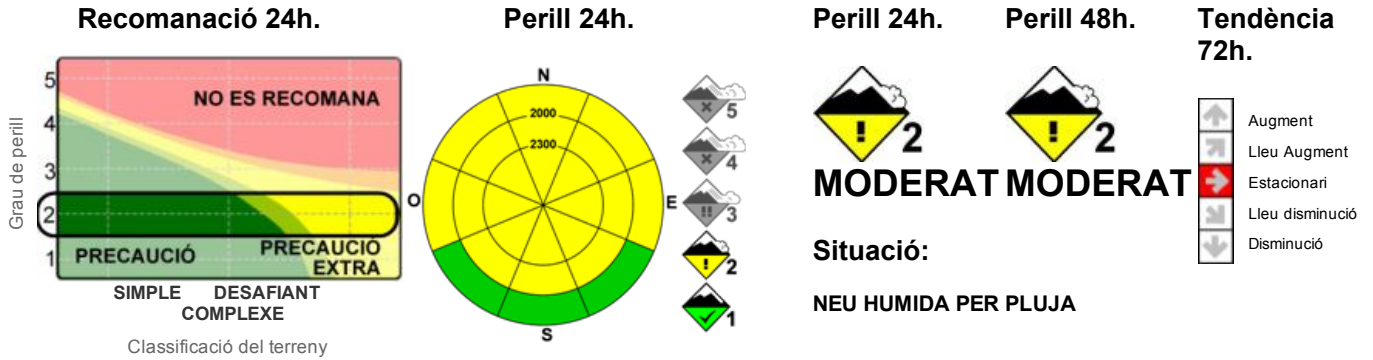 Recomanació 24h.
Perill 24h.
Perill 24h.
Perill 48h.
Tendència
72h.
Grau de perill
5
4
3
2
1
NO ES RECOMANA
PRECAUCIÓ
PRECAUCIÓ
EXTRA
SIMPLE DESAFIANT
COMPLEXE
Classificació del terreny
N
2000
2300
O
E
S
5
4
3
2
1
2
MODERAT
2
MODERAT
Situació:
NEU HUMIDA PER PLUJA
Augment
Lleu Augment
Estacionari
Lleu disminució
Disminució